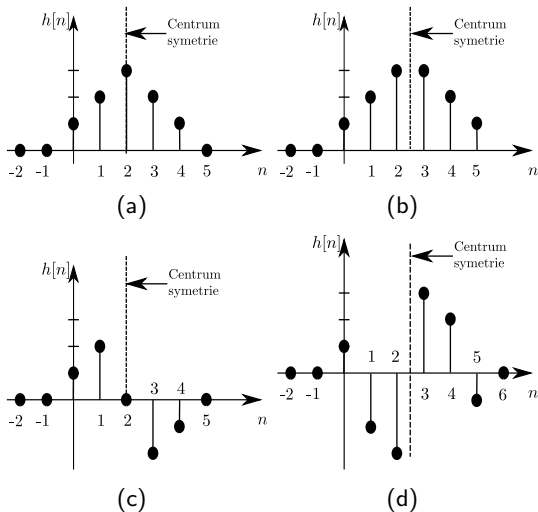 h[n]
Centrum
symetrie
-2 -1 1 2 3 4 5 n
(a)
h[n]
Centrum
symetrie
-2 -1 1 2 3 4 5 n
(b)
h[n]
Centrum
symetrie
3 4
-2 -1 1 2 5 n
(c)
h[n]
Centrum
symetrie
1 2 5
-2 -1 3 4 6 n
(d)